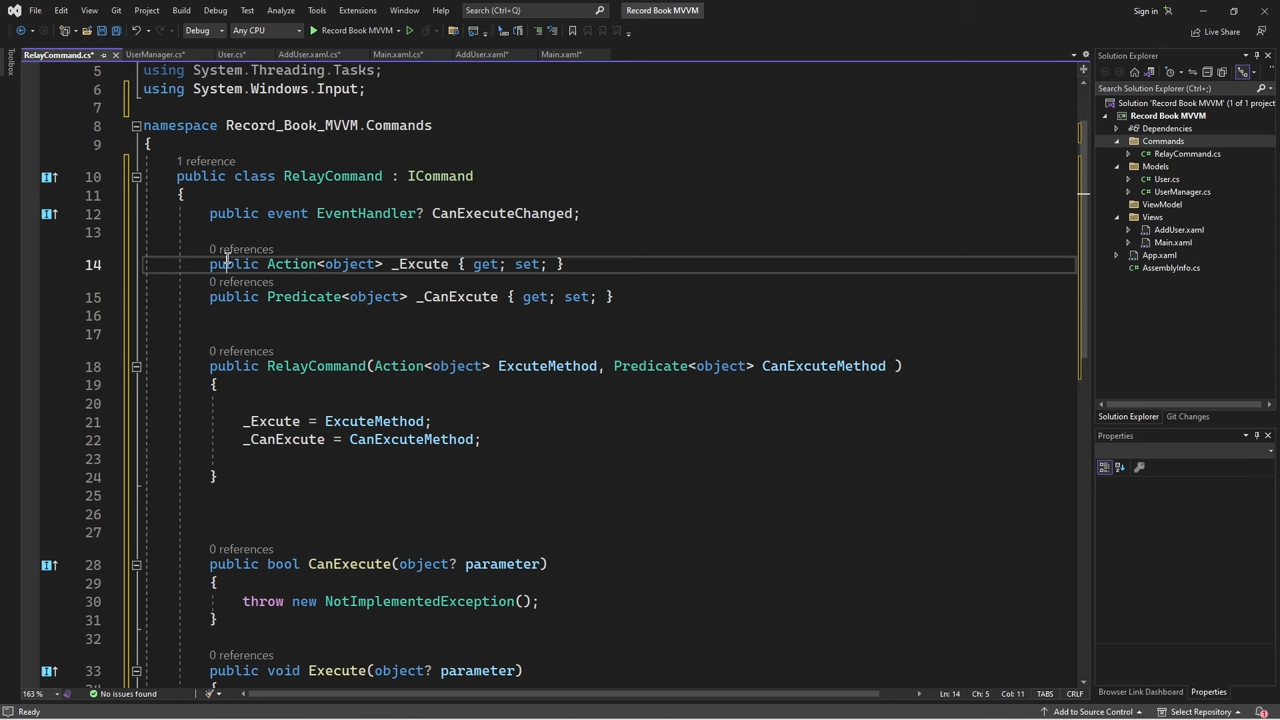 File Edit View Git Project Build Debug Test Analyze Tools Extensions Window Help Search (Ctrl+Q) Record Book MVVM Sign in
Debug Any CPU Record Book MVVM Live Share
RelayCommand.cs* UserManager.cs* User.cs* AddUser.xaml.cs* Main.xaml.cs* AddUser.xaml* Main.xaml*
Toolbox
5 using System.Threading.Tasks;
6 using System.Windows.Input;
7
8 namespace Record_Book_MVVM.Commands
9 {
1 reference
10 public class RelayCommand : ICommand
11 {
12 public event EventHandler? CanExecuteChanged;
13
0 references
14 public Action<object> _Excute { get; set; }
0 references
15 public Predicate<object> _CanExcute { get; set; }
16
17
0 references
18 public RelayCommand(Action<object> ExcuteMethod, Predicate<object> CanExcuteMethod )
19 {
20
21 _Excute = ExcuteMethod;
22 _CanExcute = CanExcuteMethod;
23
24 }
25
26
27
0 references
28 public bool CanExecute(object? parameter)
29 {
30 throw new NotImplementedException();
31 }
32
0 references
33 public void Execute(object? parameter)
{
163 % No issues found Ln: 14 Ch: 5 Col: 11 TABS CRLF
Solution Explorer
Search Solution Explorer (Ctrl+;)
Solution 'Record Book MVVM' (1 of 1 project
Record Book MVVM
Dependencies
Commands
C# RelayCommand.cs
Models
C# User.cs
C# UserManager.cs
ViewModel
Views
AddUser.xaml
Main.xaml
App.xaml
C# AssemblyInfo.cs
Solution Explorer Git Changes
Properties
Browser Link Dashboard Properties
Ready Add to Source Control Select Repository 1